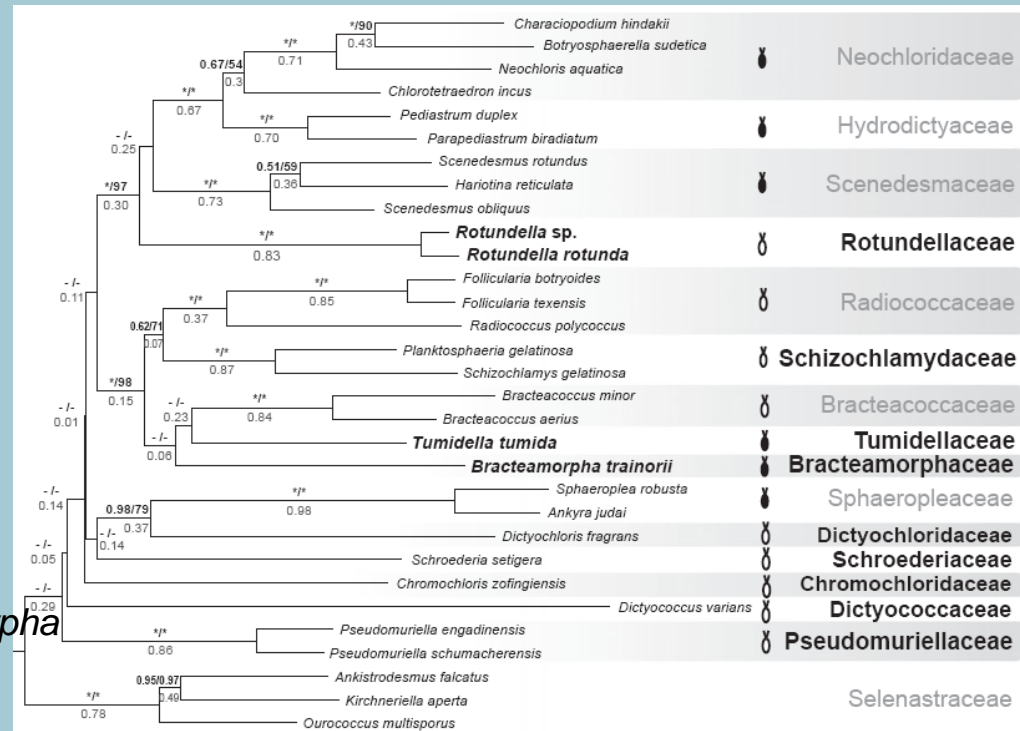 */90
Characiopodium hindakii
0.43
Botryosphaerella sudetica
*/*
0.71
Neochloris aquatica
Neochloridaceae
0.67/54
0.3
Chlorotetraedron incus
*/*
0.67
Pediastrum duplex
*/*
0.70
Parapediastrum biradiatum
Hydrodictyaceae
- /-
0.25
0.51/59
0.36
Scenedesmus rotundus
Hariotina reticulata
*/*
0.73
Scenedesmus obliquus
Scenedesmaceae
*/97
0.30
*/*
0.83
Rotundella sp.
Rotundella rotunda
Rotundellaceae
- /-
0.11
Follicularia botryoides
*/*
0.85
Follicularia texensis
*/*
0.37
Radiococcus polycoccus
Radiococcaceae
0.62/71
0.07
Planktosphaeria gelatinosa
*/*
0.87
Schizochlamys gelatinosa
Schizochlamydaceae
*/98
0.15
Bracteacoccus minor
*/*
0.84
Bracteacoccus aerius
Bracteacoccaceae
- /-
0.23
Tumidella tumida
Tumidellaceae
- /-
0.06
Bracteamorpha trainorii
Bracteamorphaceae
- /-
0.01
Sphaeroplea robusta
*/*
0.98
Ankyra judai
Sphaeropleaceae
- /-
0.14
0.98/79
0.37
Dictyochloris fragrans
Dictyochloridaceae
- /-
0.14
Schroederia setigera
Schroederiaceae
Chromochloris zofingiensis
Chromochloridaceae
- /-
0.05
Dictyococcus varians
Dictyococcaceae
- /-
0.29
rpha
*/*
0.86
Pseudomuriella engadinensis
Pseudomuriella schumacherensis
Pseudomuriellaceae
0.95/0.97
0.49
Ankistrodesmus falcatus
Kirchneriella aperta
*/*
0.78
Ourococcus multisporus
Selenastraceae